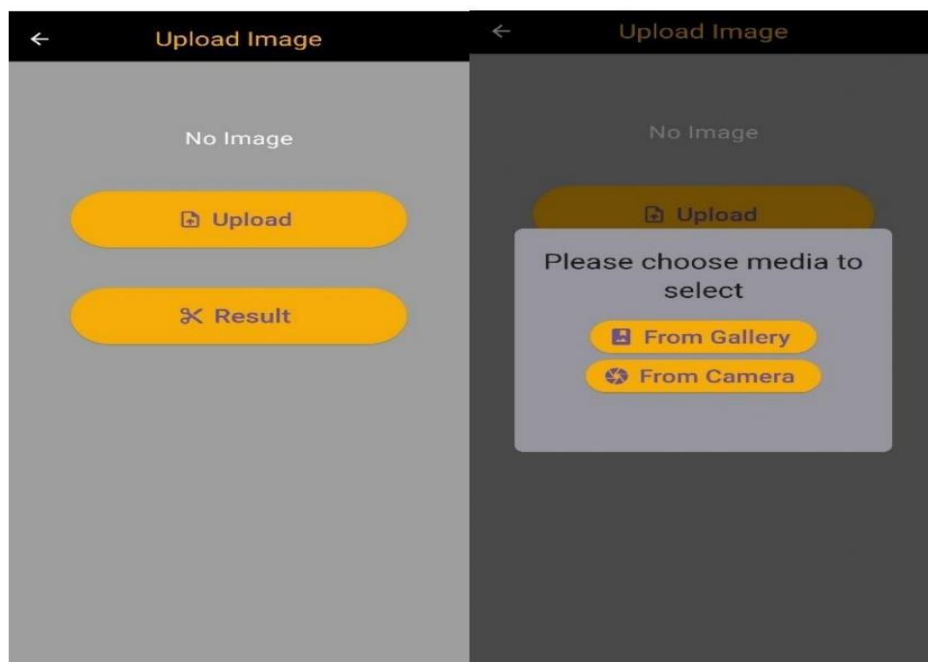 Upload Image
No Image
Upload
Result
Upload Image
No Image
Upload
Please choose media to
select
From Gallery
From Camera